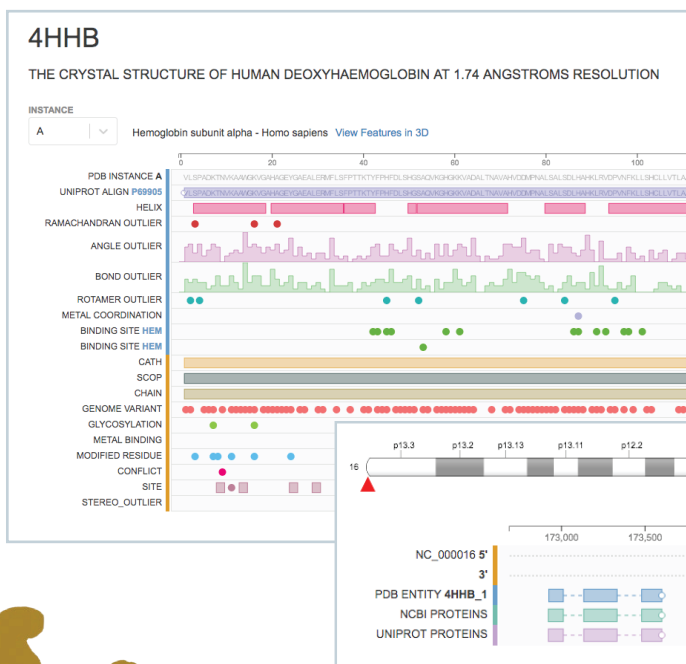 4HHB
THE CRYSTAL STRUCTURE OF HUMAN DEOXYHAEMOGLOBIN AT 1.74 ANGSTROMS RESOLUTION
INSTANCE
A
Hemoglobin subunit alpha - Homo sapiens View Features in 3D
0 20 40 60 80 100
PDB INSTANCE A
UNIPROT ALIGN P69905
HELIX
RAMACHANDRAN OUTLIER
ANGLE OUTLIER
BOND OUTLIER
ROTAMER OUTLIER
METAL COORDINATION
BINDING SITE HEM
BINDING SITE HEM
CATH
SCOP
CHAIN
GENOME VARIANT
GLYCOSYLATION
METAL BINDING
MODIFIED RESIDUE
CONFLICT
SITE
STEREO_OUTLIER
p13.3 p13.2 p13.13 p13.11 p12.2
16
173,000 173,500
NC_000016 5'
3'
PDB ENTITY 4HHB_1
NCBI PROTEINS
UNIPROT PROTEINS